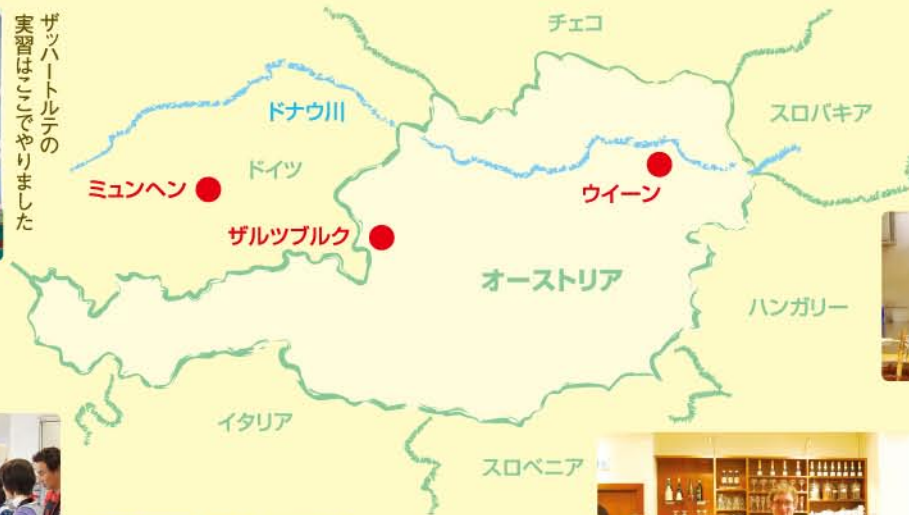 ザッハートルテの
実習はここでやりました
チェコ
ドナウ川
スロバキア
ドイツ
ミュンヘン
ウイーン
ザルツブルク
オーストリア
ハンガリー
イタリア
スロベニア